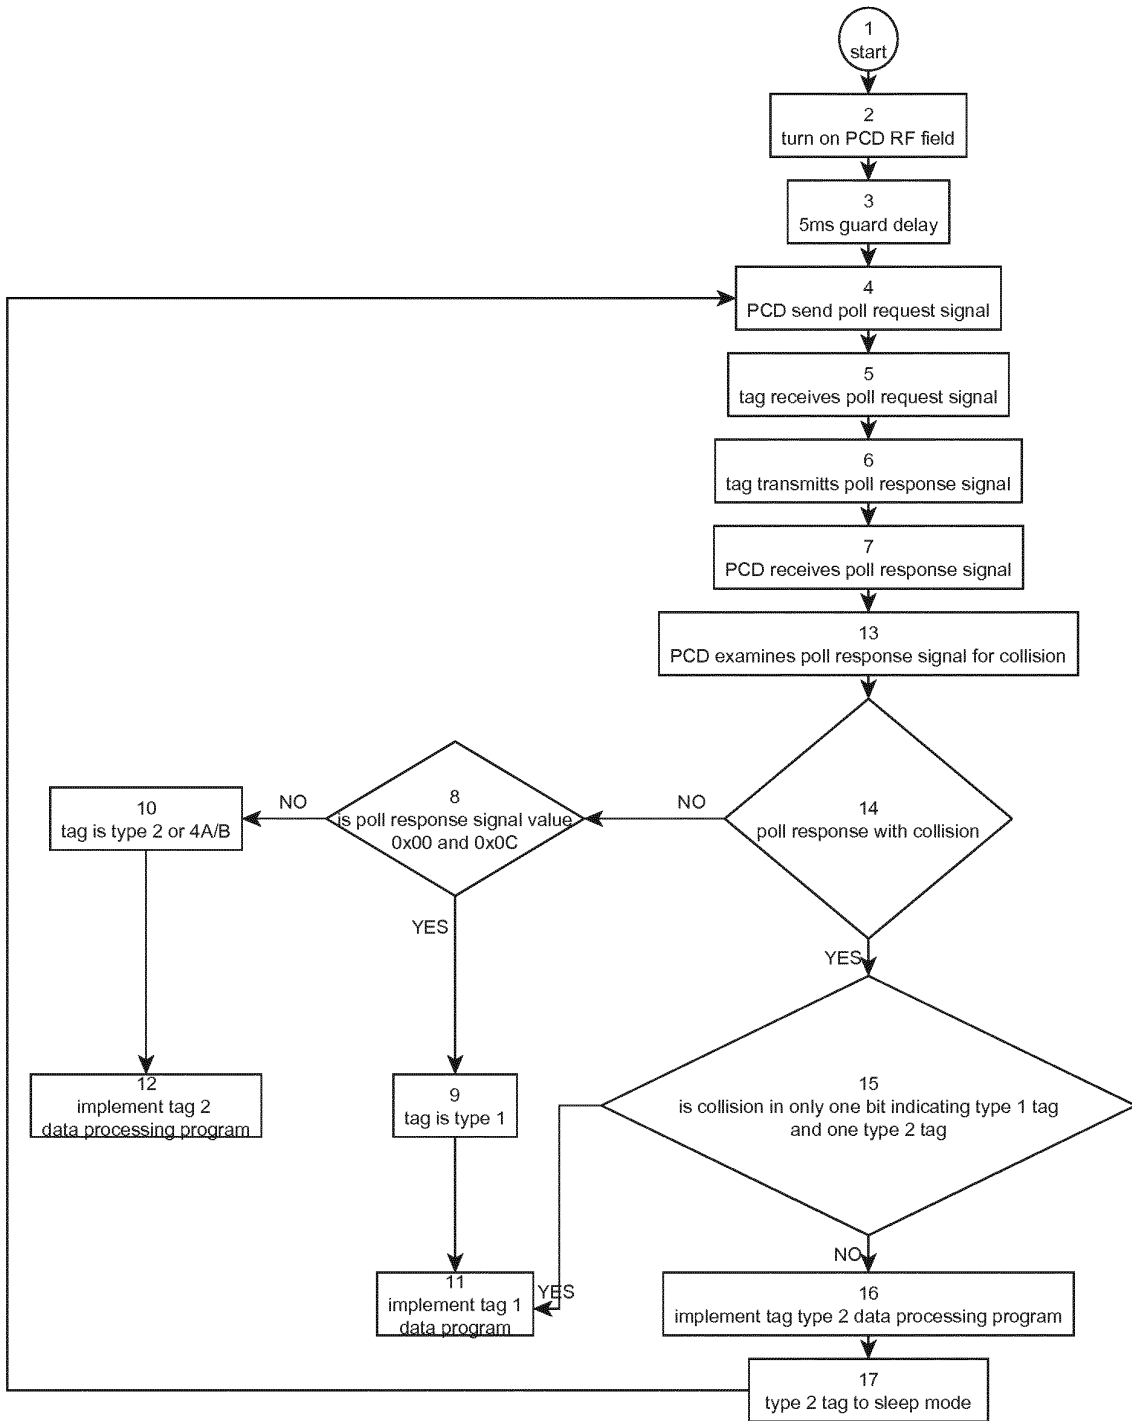 1
start
2
turn on PCD RF field
3
5ms guard delay
4
PCD send poll request signal
5
tag receives poll request signal
6
tag transmitts poll response signal
7
PCD receives poll response signal
13
PCD examines poll response signal for collision
14
poll response with collision
NO
8
is poll response signal value
0x00 and 0x0C
NO
10
tag is type 2 or 4A/B
YES
YES
12
implement tag 2
data processing program
9
tag is type 1
15
is collision in only one bit indicating type 1 tag
and one type 2 tag
NO
YES
11
implement tag 1
data program
16
implement tag type 2 data processing program
17
type 2 tag to sleep mode